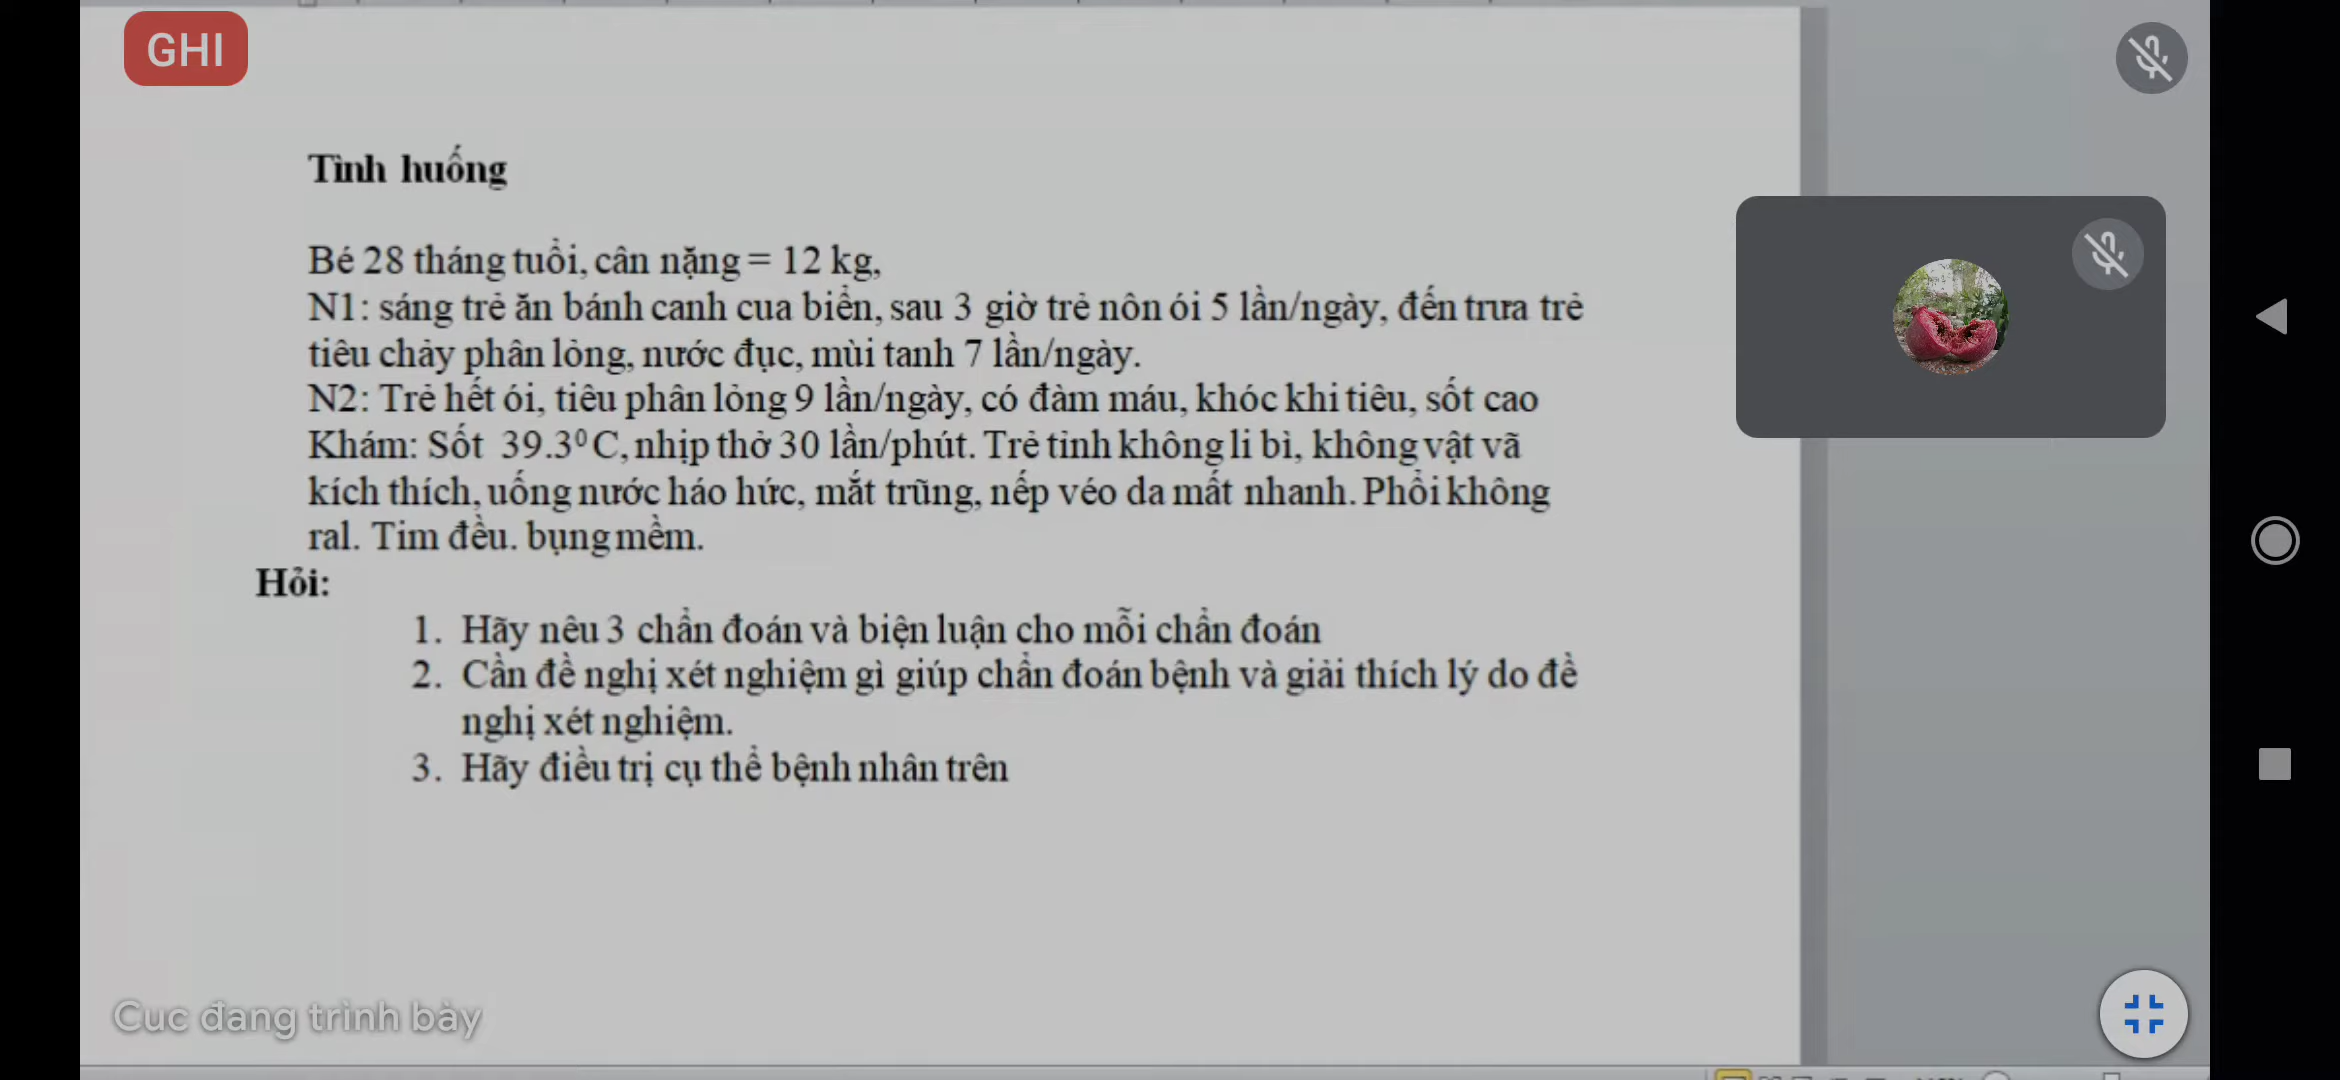 GHI
Tình huống
Bé 28 tháng tuổi, cân nặng = 12 kg,
N1: sáng trẻ ăn bánh canh cua biển, sau 3 giờ trẻ nôn ói 5 lần/ngày, đến trưa trẻ
tiêu chảy phân lỏng, nước đục, mùi tanh 7 lần/ngày.
N2: Trẻ hết ói, tiêu phân lỏng 9 lần/ngày, có đàm máu, khóc khi tiêu, sốt cao
Khám: Sốt 39.3⁰C, nhịp thở 30 lần/phút. Trẻ tỉnh không li bì, không vật vã
kích thích, uống nước háo hức, mắt trũng, nếp véo da mất nhanh. Phổi không
ral. Tim đều. bụng mềm.
Hỏi:
1. Hãy nêu 3 chẩn đoán và biện luận cho mỗi chẩn đoán
2. Cần đề nghị xét nghiệm gì giúp chẩn đoán bệnh và giải thích lý do đề
nghị xét nghiệm.
3. Hãy điều trị cụ thể bệnh nhân trên
Cuc đang trình bày